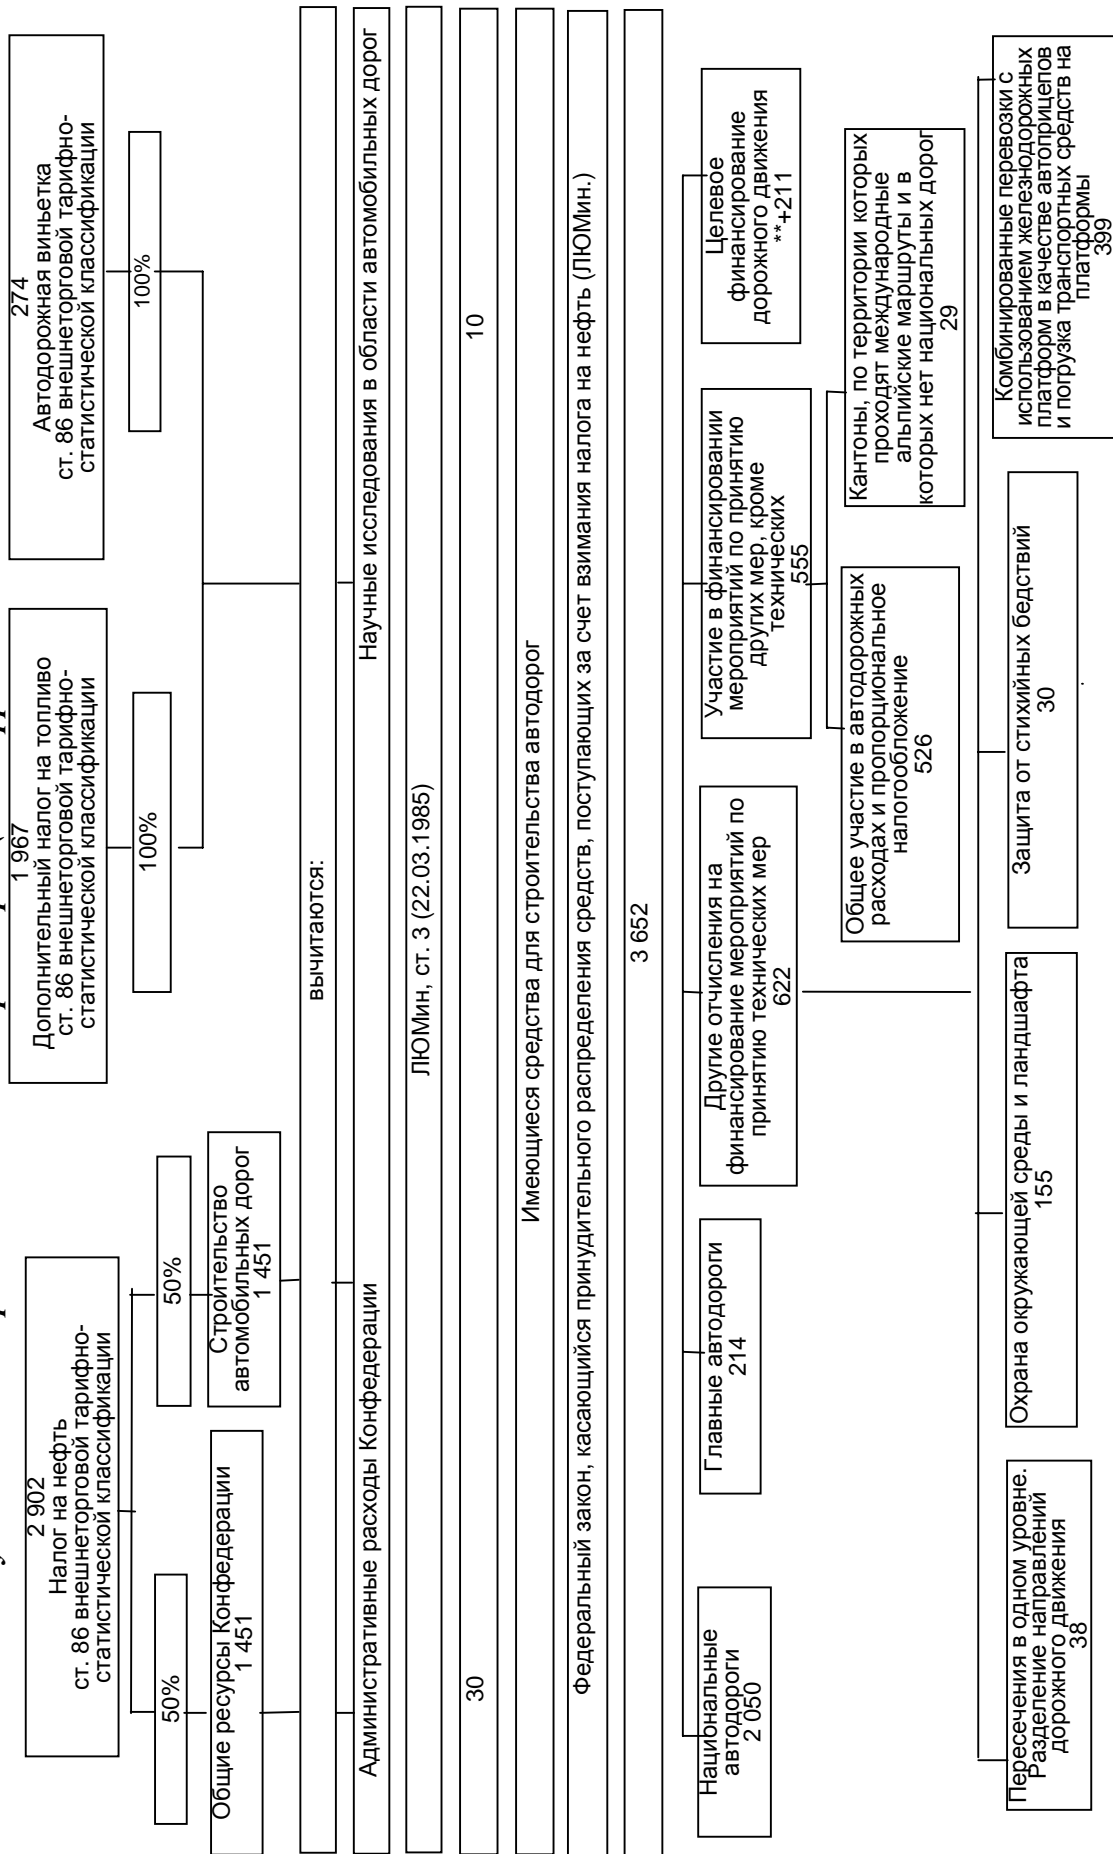 2 902
Налог на нефть
ст. 86 внешнеторговой тарифно-
статистической классификации
1 967
Дополнительный налог на топливо
ст. 86 внешнеторговой тарифно-
статистической классификации
274
Автодорожная виньетка
ст. 86 внешнеторговой тарифно-
статистической классификации
50%
50%
100%
100%
Общие ресурсы Конфедерации
1 451
Строительство
автомобильных дорог
1 451
вычитаются:
Административные расходы Конфедерации
Научные исследования в области автомобильных дорог
ЛЮМин, ст. 3 (22.03.1985)
30
10
Имеющиеся средства для строительства автодорог
Федеральный закон, касающийся принудительного распределения средств, поступающих за счет взимания налога на нефть (ЛЮМин.)
3 652
Национальные
автодороги
2 050
Главные автодороги
214
Другие отчисления на
финансирование мероприятий по
принятию технических мер
622
Участие в финансировании
мероприятий по принятию
других мер, кроме
технических
555
Целевое
финансирование
дорожного движения
**+211
Общее участие в автодорожных
расходах и пропорциональное
налогообложение
526
Кантоны, по территории которых
проходят международные
альпийские маршруты и в
которых нет национальных дорог
29
Пересечения в одном уровне.
Разделение направлений
дорожного движения
38
Охрана окружающей среды и ландшафта
155
Защита от стихийных бедствий
30
Комбинированные перевозки с
использованием железнодорожных
платформ в качестве автоприцепов
и погрузка транспортных средств на
платформы
399